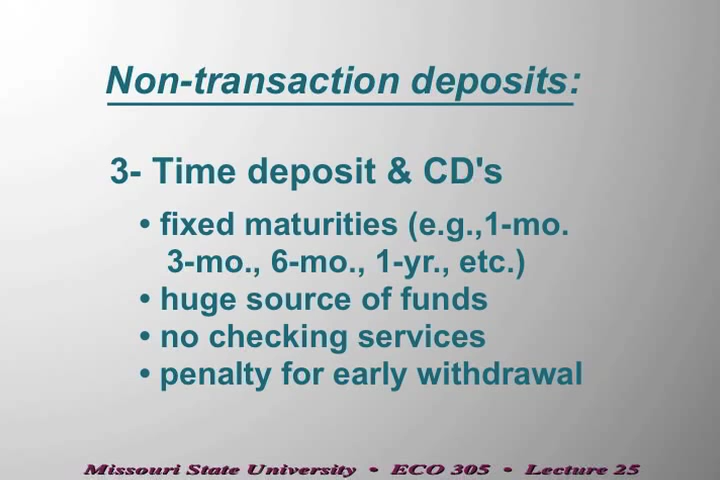 Non-transaction deposits:
3- Time deposit & CD's
• fixed maturities (e.g.,1-mo.
3-mo., 6-mo., 1-yr., etc.)
• huge source of funds
• no checking services
• penalty for early withdrawal
Missouri State University • ECO 305 • Lecture 25